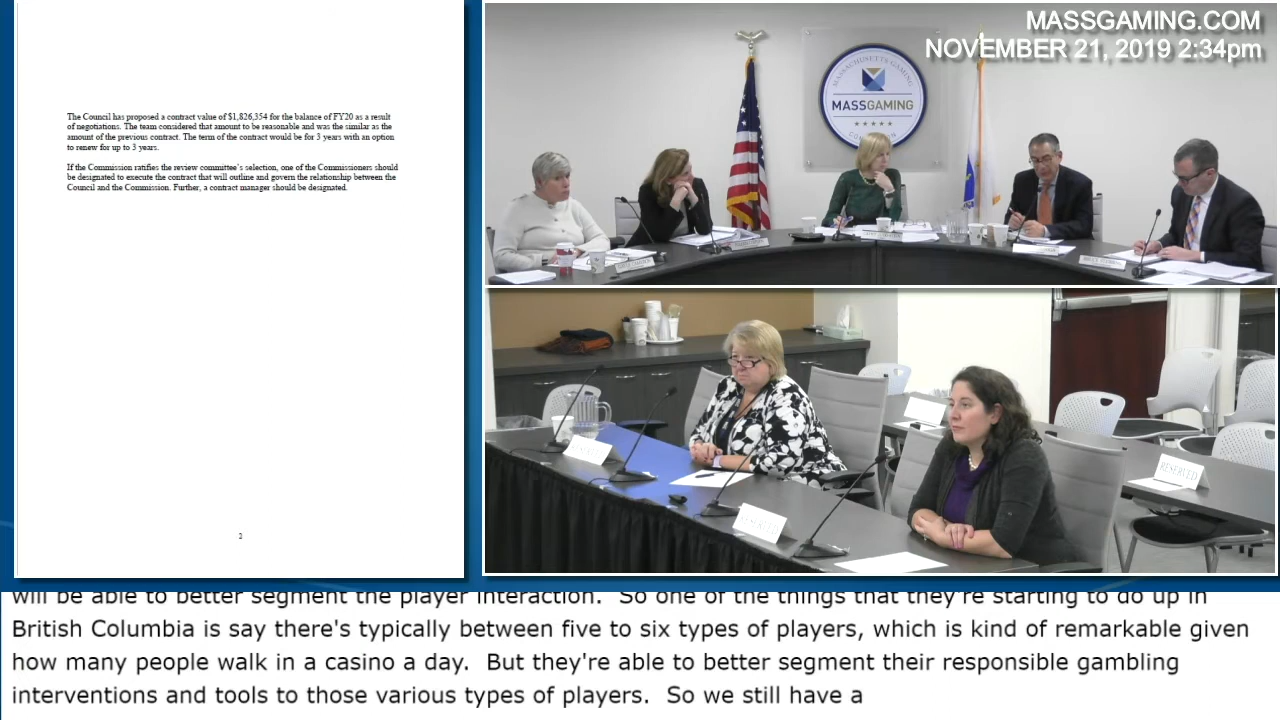 The Council has proposed a contract value of $1,826,354 for the balance of FY20 as a result
of negotiations. The team considered that amount to be reasonable and was the similar as the
amount of the previous contract. The term of the contract would be for 3 years with an option
to renew for up to 3 years.
If the Commission ratifies the review committee's selection, one of the Commissioners should
be designated to execute the contract that will outline and govern the relationship between the
Council and the Commission. Further, a contract manager should be designated.
2
MASSGAMING.COM
NOVEMBER 21, 2019 2:34pm
MASSACHUSETTS GAMING
MASSGAMING
RESERVED
will be able to better segment the player interaction.  So one of the things that they're starting to do up in
British Columbia is say there's typically between five to six types of players, which is kind of remarkable given
how many people walk in a casino a day.  But they're able to better segment their responsible gambling
interventions and tools to those various types of players.  So we still have a